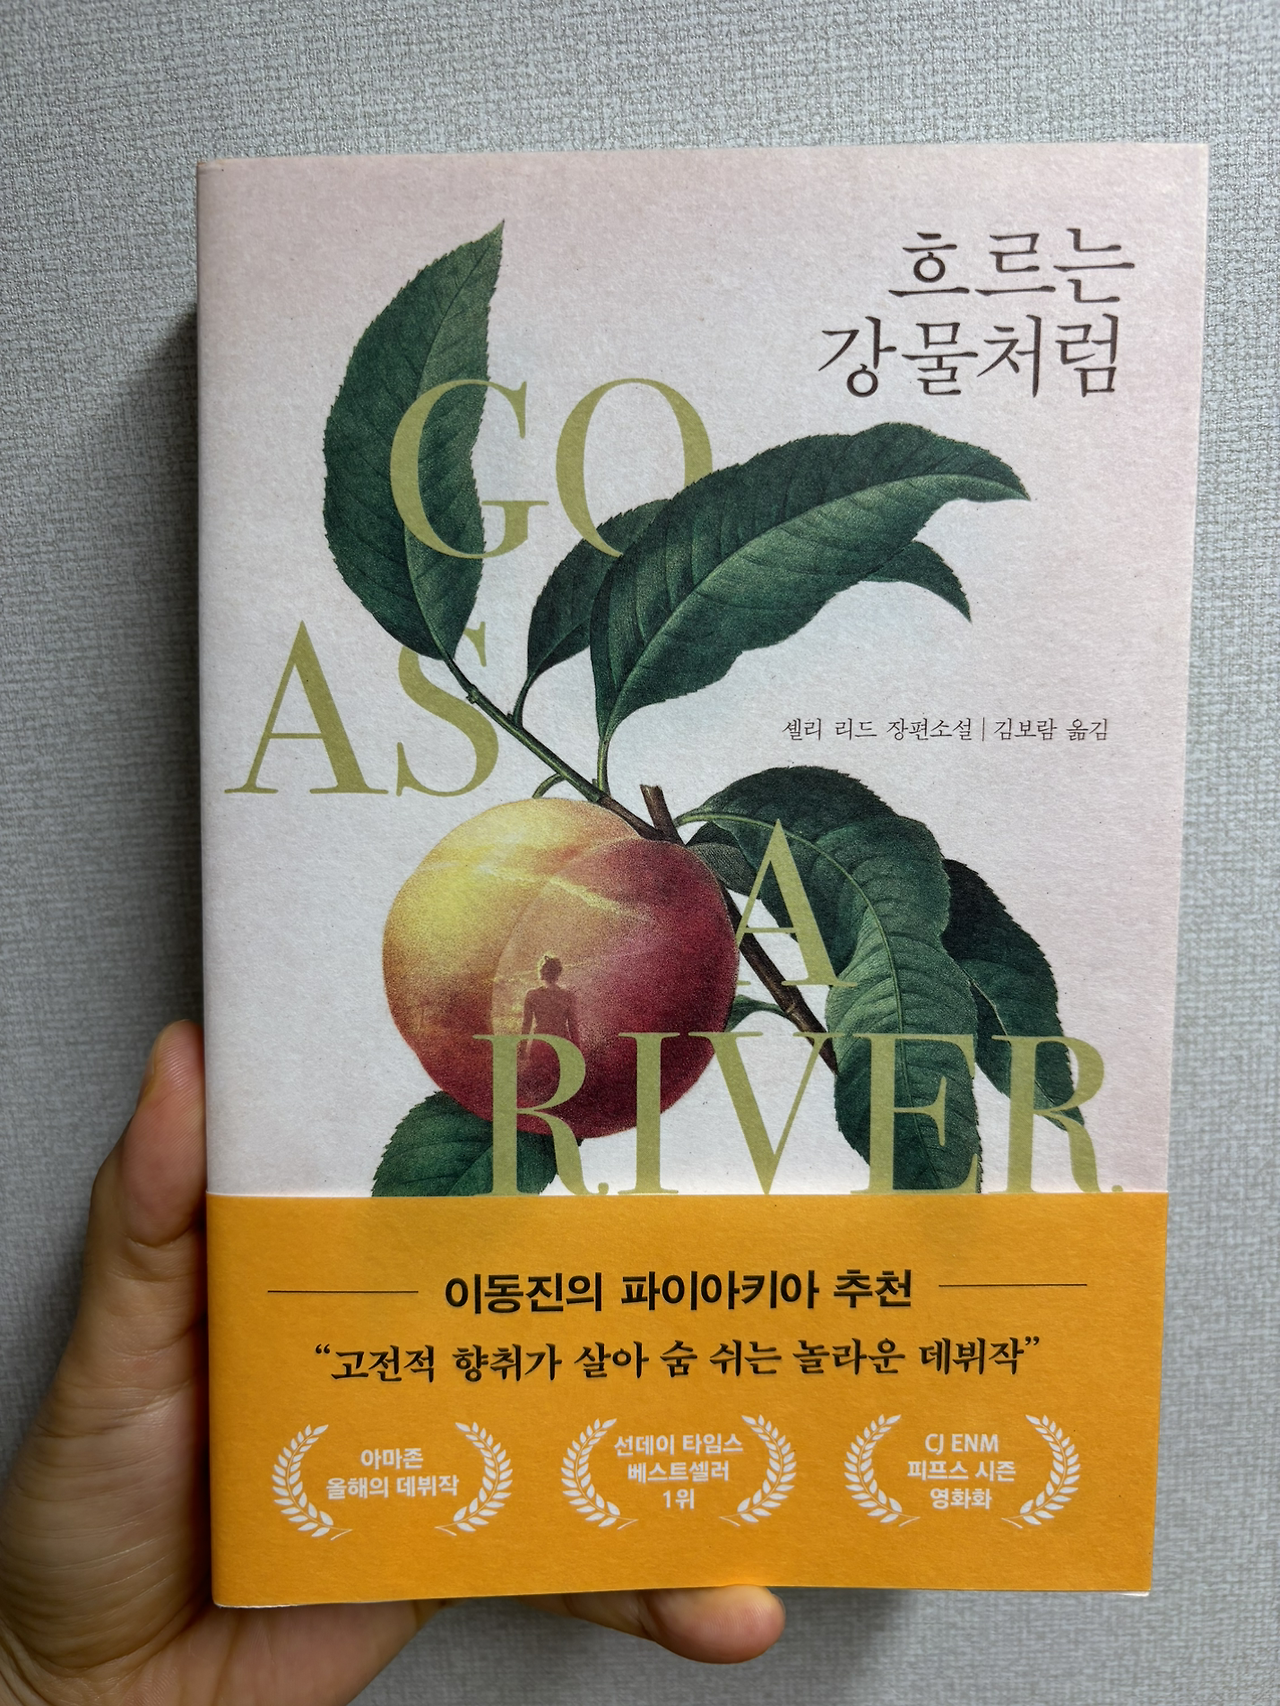 흐르는
강물처럼
GO
AS
셸리 리드 장편소설 | 김보람 옮김
A
RIVER
이동진의 파이아키아 추천
“고전적 향취가 살아 숨 쉬는 놀라운 데뷔작”
아마존
올해의 데뷔작
선데이 타임스
베스트셀러
1위
CJ ENM
피프스 시즌
영화화